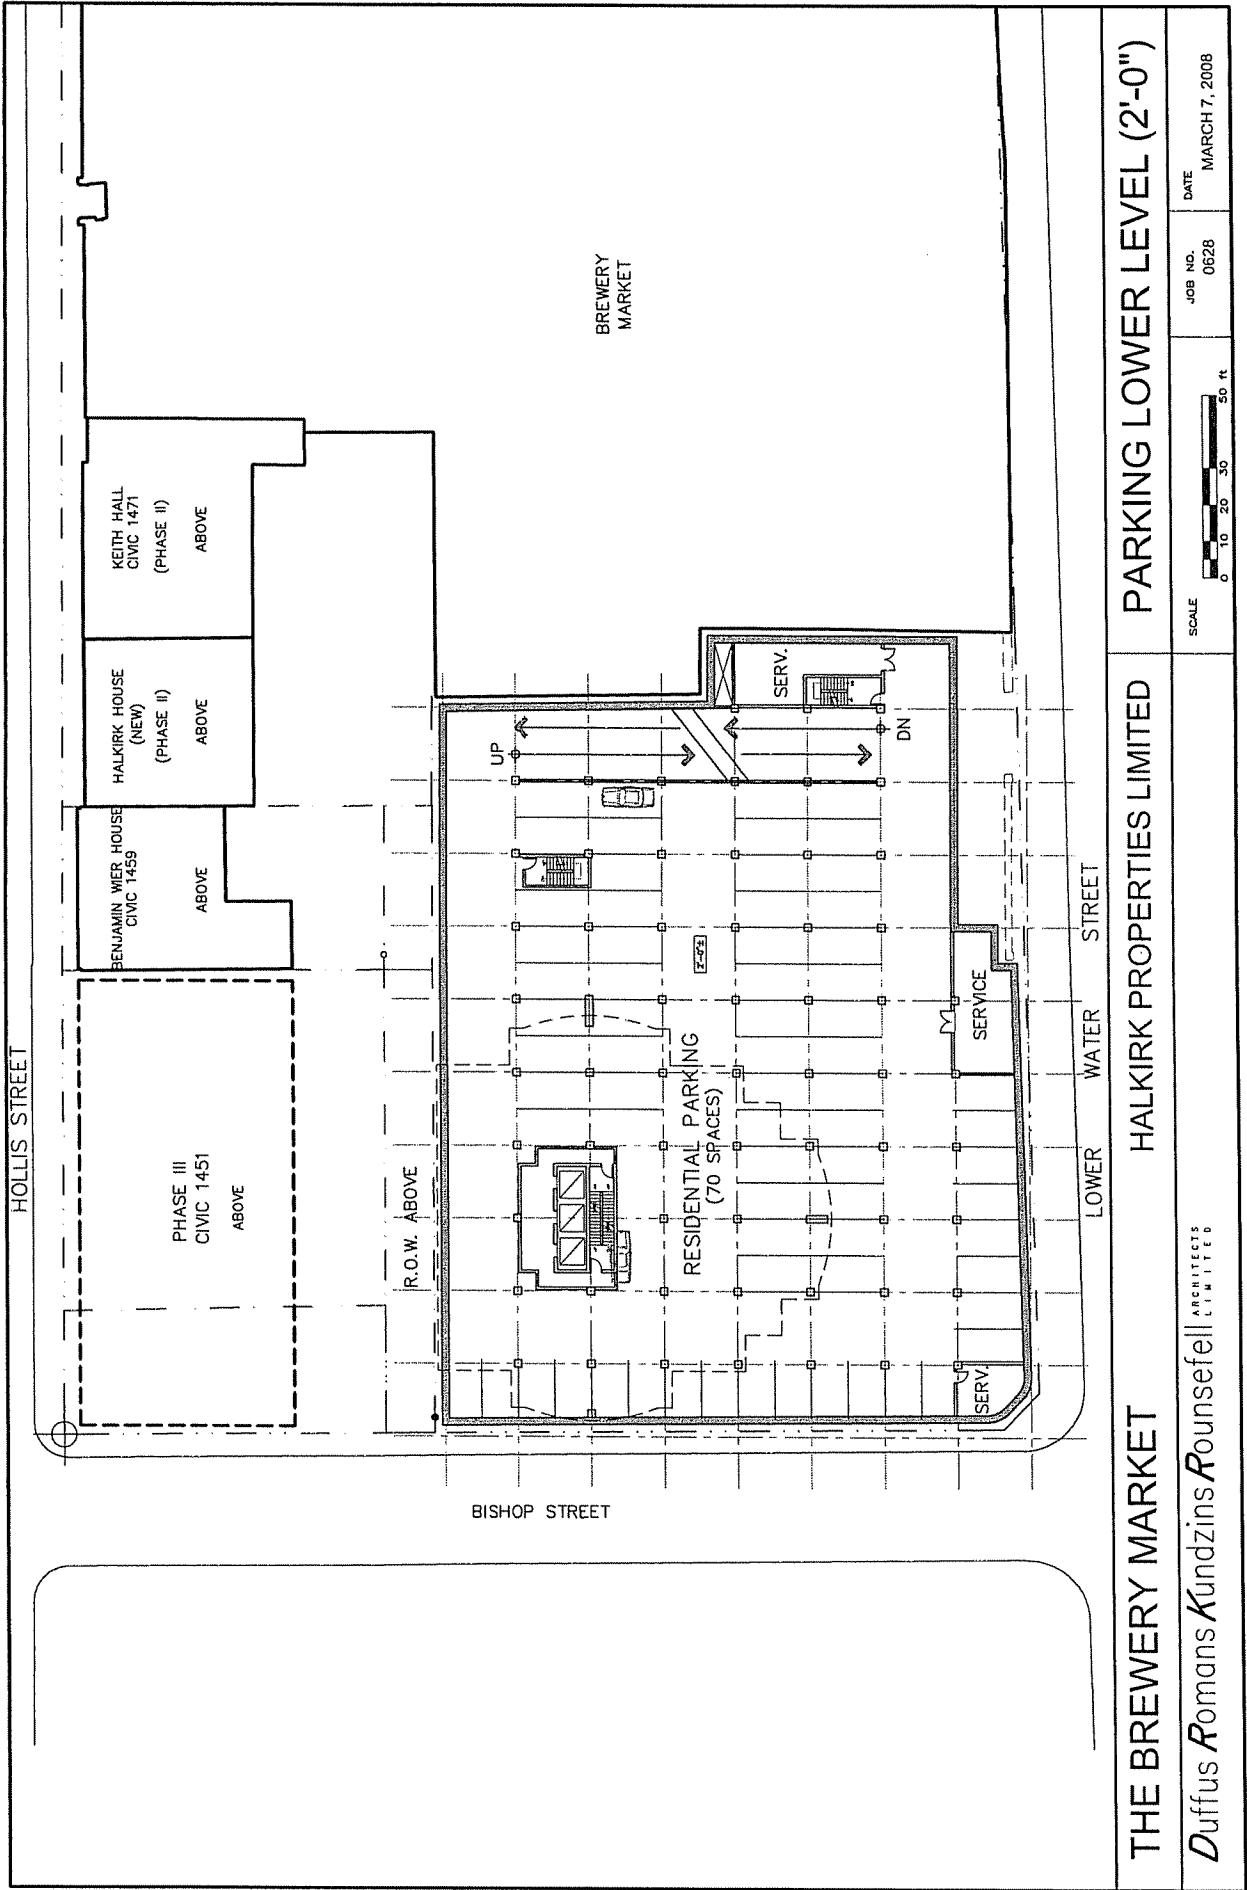 HOLLIS STREET
PHASE III
CIVIC 1451
ABOVE
BENJAMIN WIER HOUSE
CIVIC 1459
ABOVE
HALKIRK HOUSE
(NEW)
(PHASE II)
ABOVE
KEITH HALL
CIVIC 1471
(PHASE II)
ABOVE
BREWERY
MARKET
R.O.W. ABOVE
UP
SERV.
DN
2'-0"±
RESIDENTIAL PARKING
(70 SPACES)
SERVICE
SERV.
BISHOP STREET
LOWER WATER STREET
THE BREWERY MARKET
HALKIRK PROPERTIES LIMITED
PARKING LOWER LEVEL (2'-0")
Duffus Romans Kundzins Rounsefell ARCHITECTS
LIMITED
SCALE
0 10 20 30 50 ft
JOB NO.
0628
DATE
MARCH 7, 2008